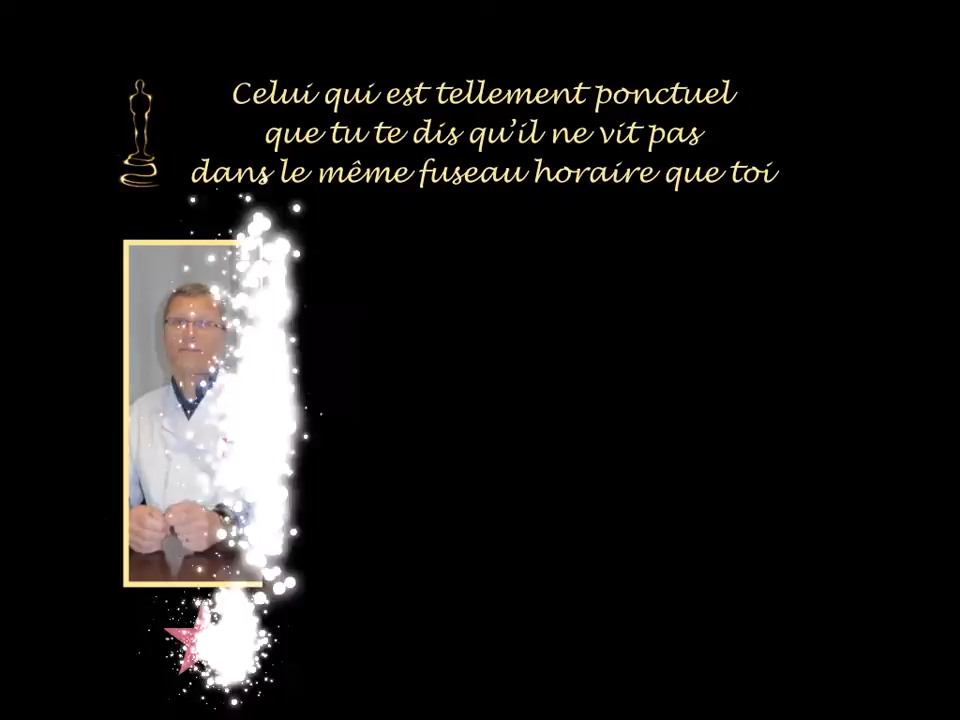 Celui qui est tellement ponctuel
que tu te dis qu’il ne vit pas
dans le même fuseau horaire que toi